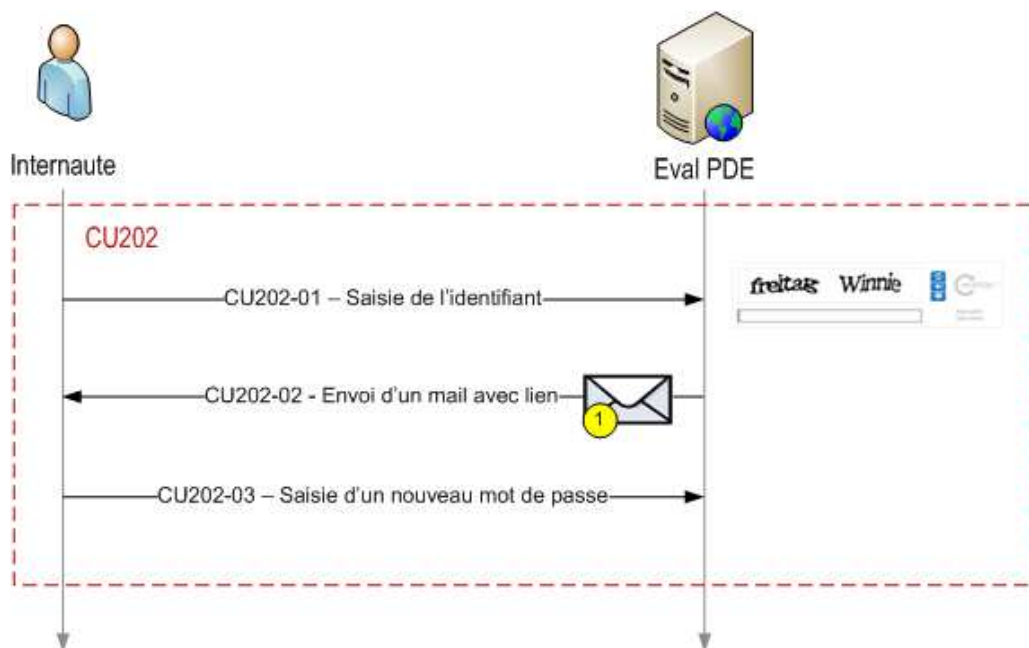 Internaute
Eval PDE
CU202
CU202-01 – Saisie de l'identifiant
freitag Winnie
CU202-02 - Envoi d'un mail avec lien
1
CU202-03 – Saisie d'un nouveau mot de passe